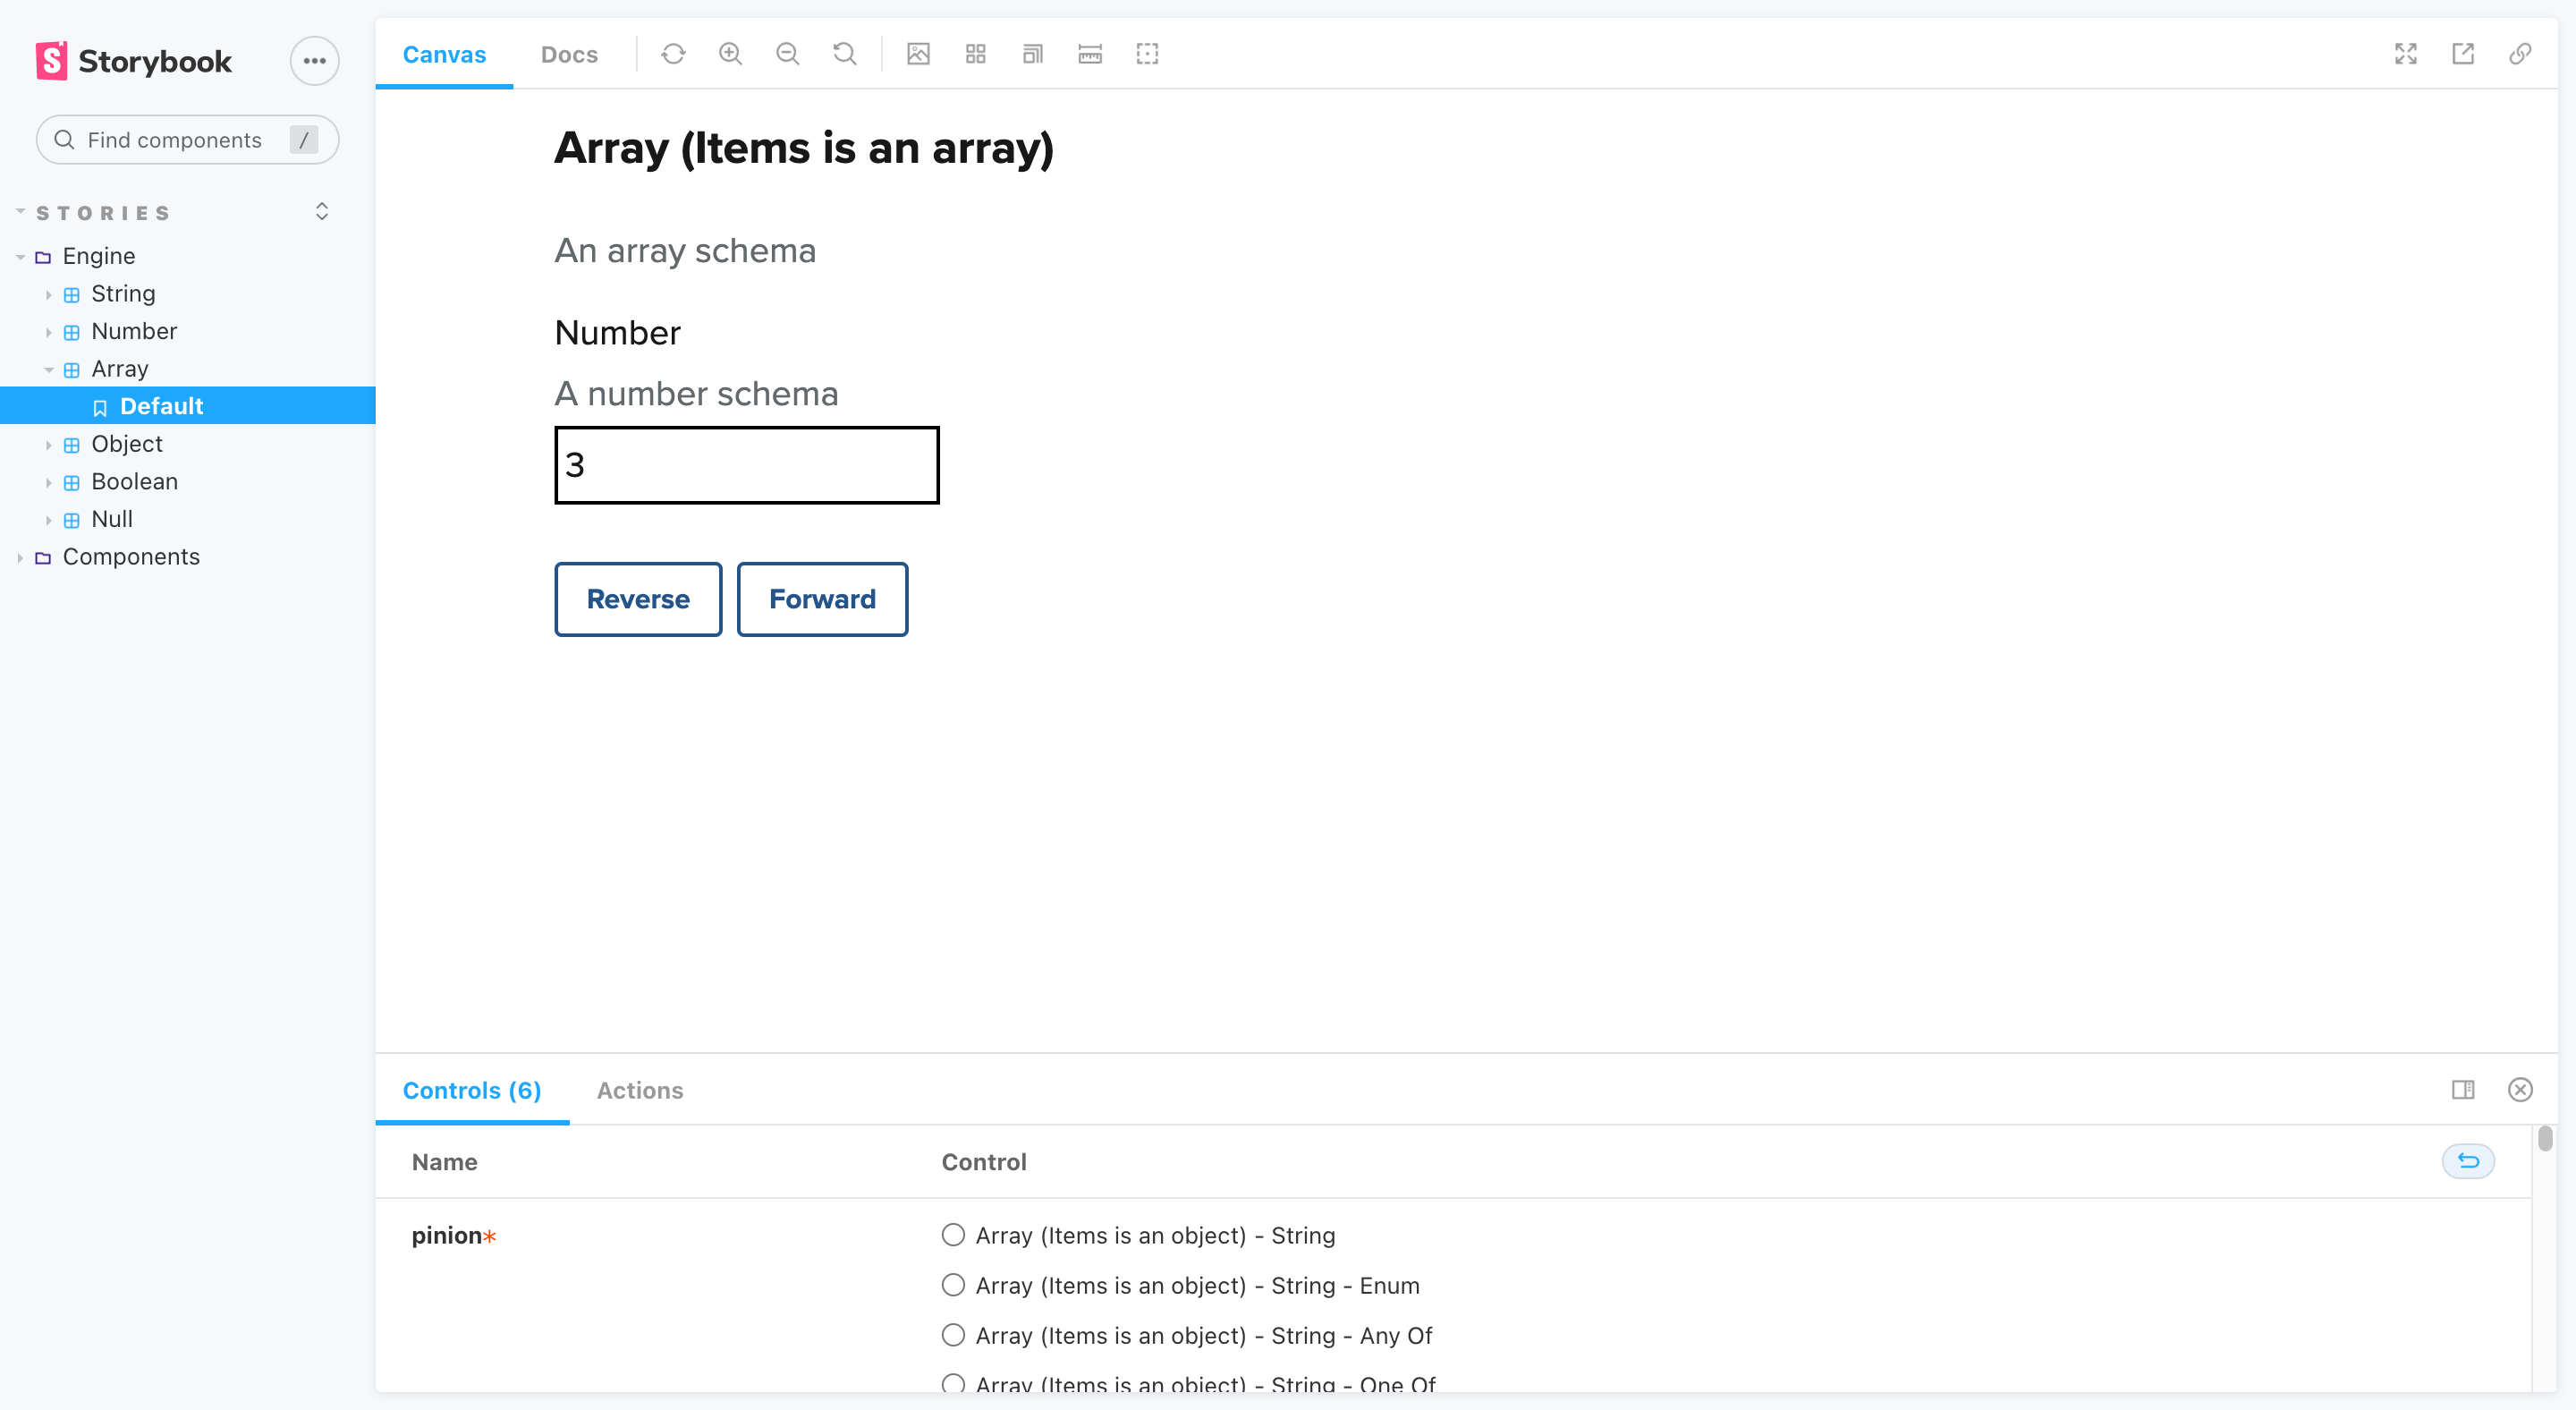 Storybook
Find components /
STORIES
Engine
String
Number
Array
Default
Object
Boolean
Null
Components
Canvas Docs
Array (Items is an array)
An array schema
Number
A number schema
3
Reverse Forward
Controls (6) Actions
Name Control
pinion*
Array (Items is an object) - String
Array (Items is an object) - String - Enum
Array (Items is an object) - String - Any Of
Array (Items is an object) - String - One Of